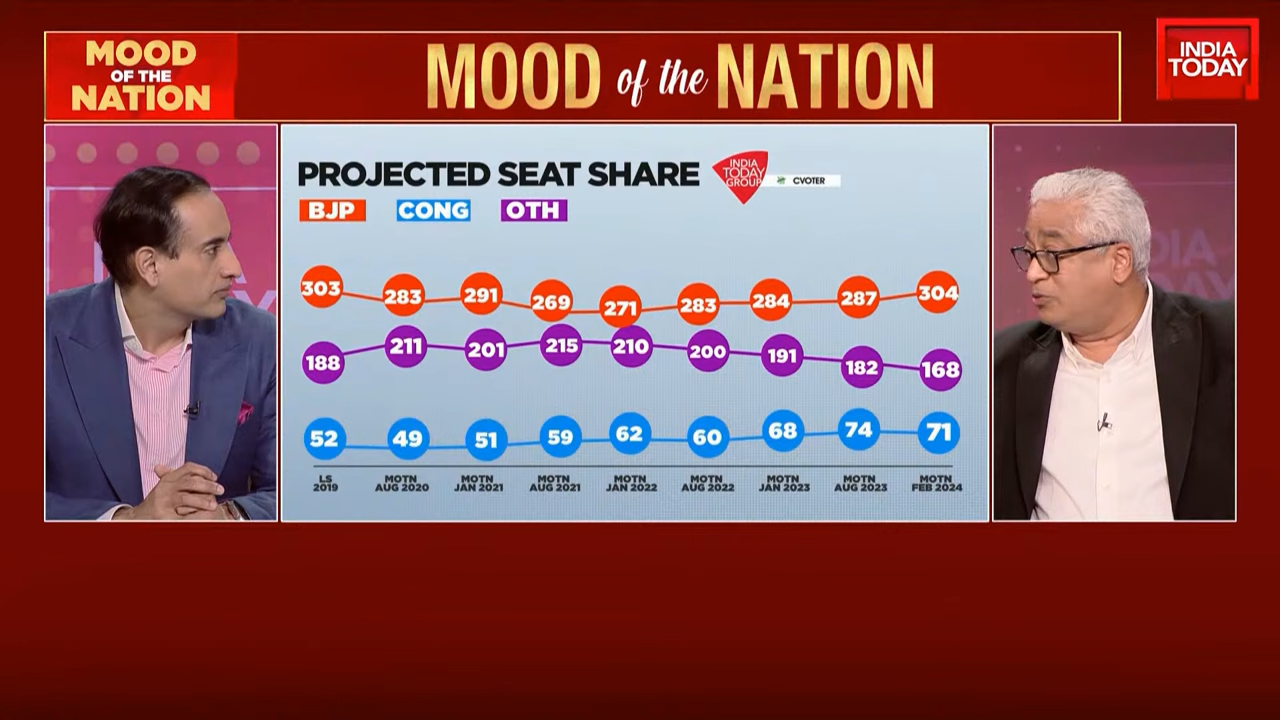 MOOD
OF THE
NATION
MOOD of the NATION
INDIA
TODAY
PROJECTED SEAT SHARE
INDIA
TODAY
GROUP
CVOTER
BJP CONG OTH
303 283 291 269 271 283 284 287 304
188 211 201 215 210 200 191 182 168
52 49 51 59 62 60 68 74 71
LS MOTN MOTN MOTN MOTN MOTN MOTN MOTN MOTN
2019 AUG 2020 JAN 2021 AUG 2021 JAN 2022 AUG 2022 JAN 2023 AUG 2023 FEB 2024